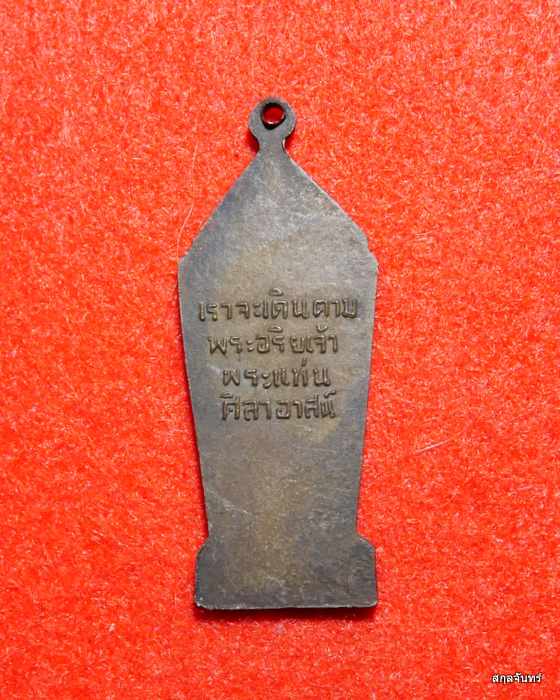 เราจะเดินตาม
พระอริยเจ้า
พระแท่น
ศิลาอาสน์
สกุลจันทร์